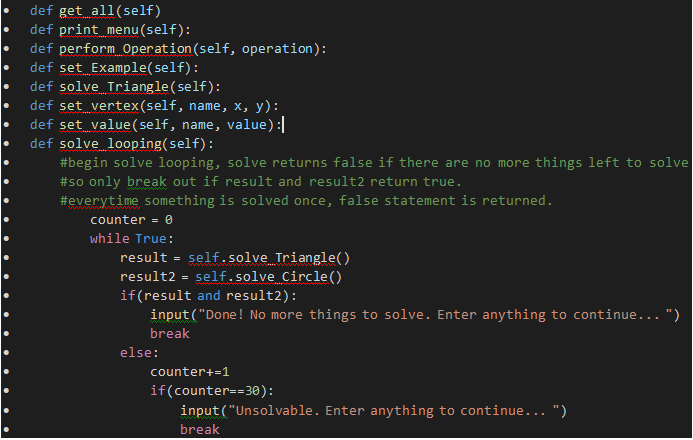 • def get_all(self)
• def print_menu(self):
• def perform_Operation(self, operation):
• def set_Example(self):
• def solve_Triangle(self):
• def set_vertex(self, name, x, y):
• def set_value(self, name, value):
• def solve_looping(self):
• #begin solve looping, solve returns false if there are no more things left to solve
• #so only break out if result and result2 return true.
• #everytime something is solved once, false statement is returned.
• counter = 0
• while True:
• result = self.solve_Triangle()
• result2 = self.solve_Circle()
• if(result and result2):
• input("Done! No more things to solve. Enter anything to continue... ")
• break
• else:
• counter+=1
• if(counter==30):
• input("Unsolvable. Enter anything to continue... ")
• break